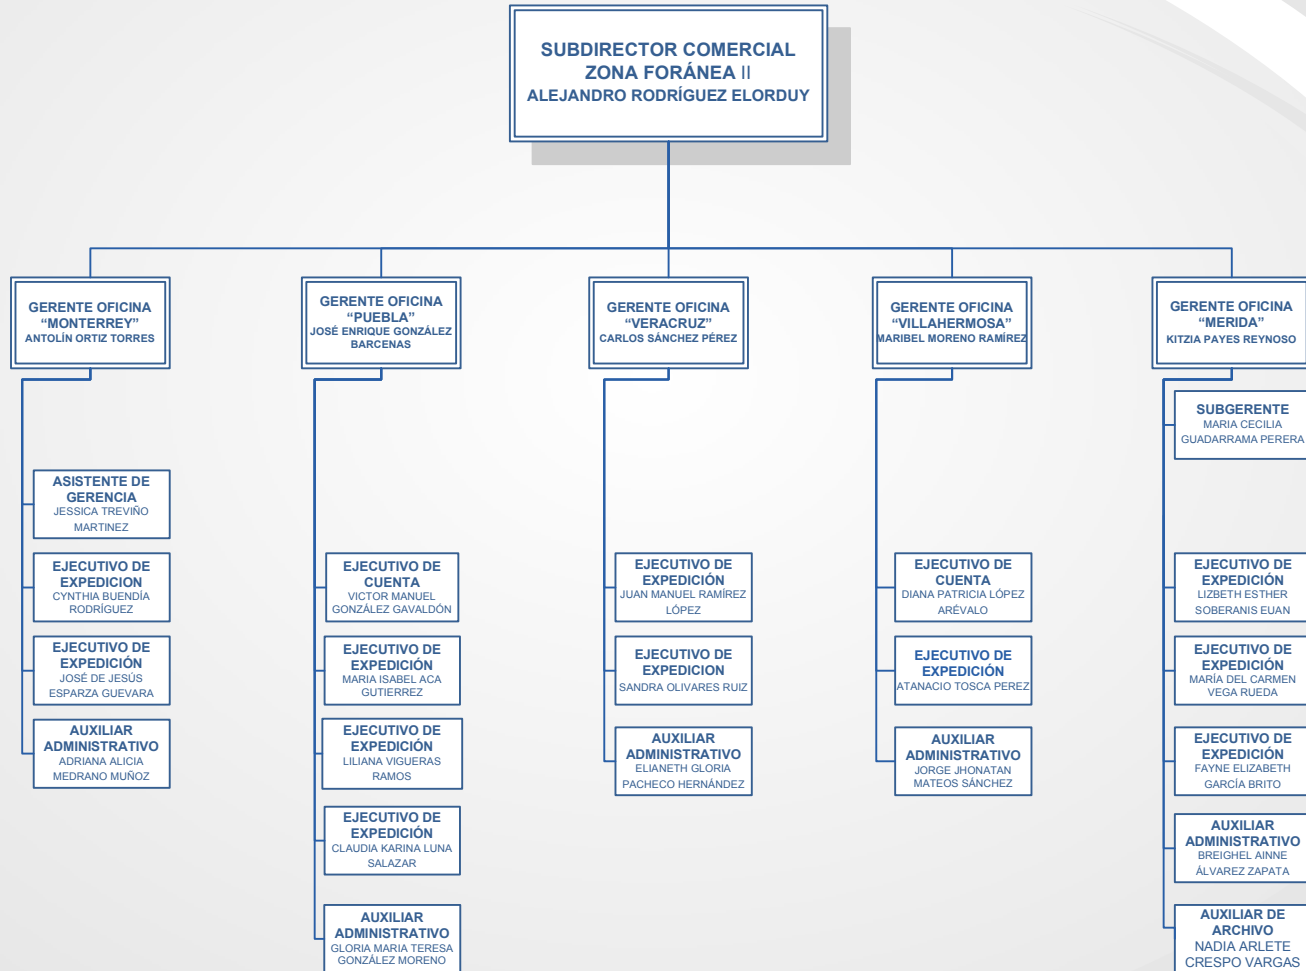 SUBDIRECTOR COMERCIAL
ZONA FORÁNEA II
ALEJANDRO RODRÍGUEZ ELORDUY
GERENTE OFICINA
“MONTERREY”
ANTOLÍN ORTIZ TORRES
ASISTENTE DE
GERENCIA
JESSICA TREVIÑO
MARTINEZ
EJECUTIVO DE
EXPEDICION
CYNTHIA BUENDÍA
RODRÍGUEZ
EJECUTIVO DE
EXPEDICIÓN
JOSÉ DE JESÚS
ESPARZA GUEVARA
AUXILIAR
ADMINISTRATIVO
ADRIANA ALICIA
MEDRANO MUÑOZ
GERENTE OFICINA
“PUEBLA”
JOSÉ ENRIQUE GONZÁLEZ
BARCENAS
EJECUTIVO DE
CUENTA
VICTOR MANUEL
GONZÁLEZ GAVALDÓN
EJECUTIVO DE
EXPEDICIÓN
MARIA ISABEL ACA
GUTIERREZ
EJECUTIVO DE
EXPEDICIÓN
LILIANA VIGUERAS
RAMOS
EJECUTIVO DE
EXPEDICIÓN
CLAUDIA KARINA LUNA
SALAZAR
AUXILIAR
ADMINISTRATIVO
GLORIA MARIA TERESA
GONZÁLEZ MORENO
GERENTE OFICINA
“VERACRUZ”
CARLOS SÁNCHEZ PÉREZ
EJECUTIVO DE
EXPEDICIÓN
JUAN MANUEL RAMÍREZ
LÓPEZ
EJECUTIVO DE
EXPEDICION
SANDRA OLIVARES RUIZ
AUXILIAR
ADMINISTRATIVO
ELIANETH GLORIA
PACHECO HERNÁNDEZ
GERENTE OFICINA
“VILLAHERMOSA”
MARIBEL MORENO RAMÍREZ
EJECUTIVO DE
CUENTA
DIANA PATRICIA LÓPEZ
ARÉVALO
EJECUTIVO DE
EXPEDICIÓN
ATANACIO TOSCA PEREZ
AUXILIAR
ADMINISTRATIVO
JORGE JHONATAN
MATEOS SÁNCHEZ
GERENTE OFICINA
“MERIDA”
KITZIA PAYES REYNOSO
SUBGERENTE
MARIA CECILIA
GUADARRAMA PERERA
EJECUTIVO DE
EXPEDICIÓN
LIZBETH ESTHER
SOBERANIS EUAN
EJECUTIVO DE
EXPEDICIÓN
MARÍA DEL CARMEN
VEGA RUEDA
EJECUTIVO DE
EXPEDICIÓN
FAYNE ELIZABETH
GARCÍA BRITO
AUXILIAR
ADMINISTRATIVO
BREIGHEL AINNE
ÁLVAREZ ZAPATA
AUXILIAR DE
ARCHIVO
NADIA ARLETE
CRESPO VARGAS